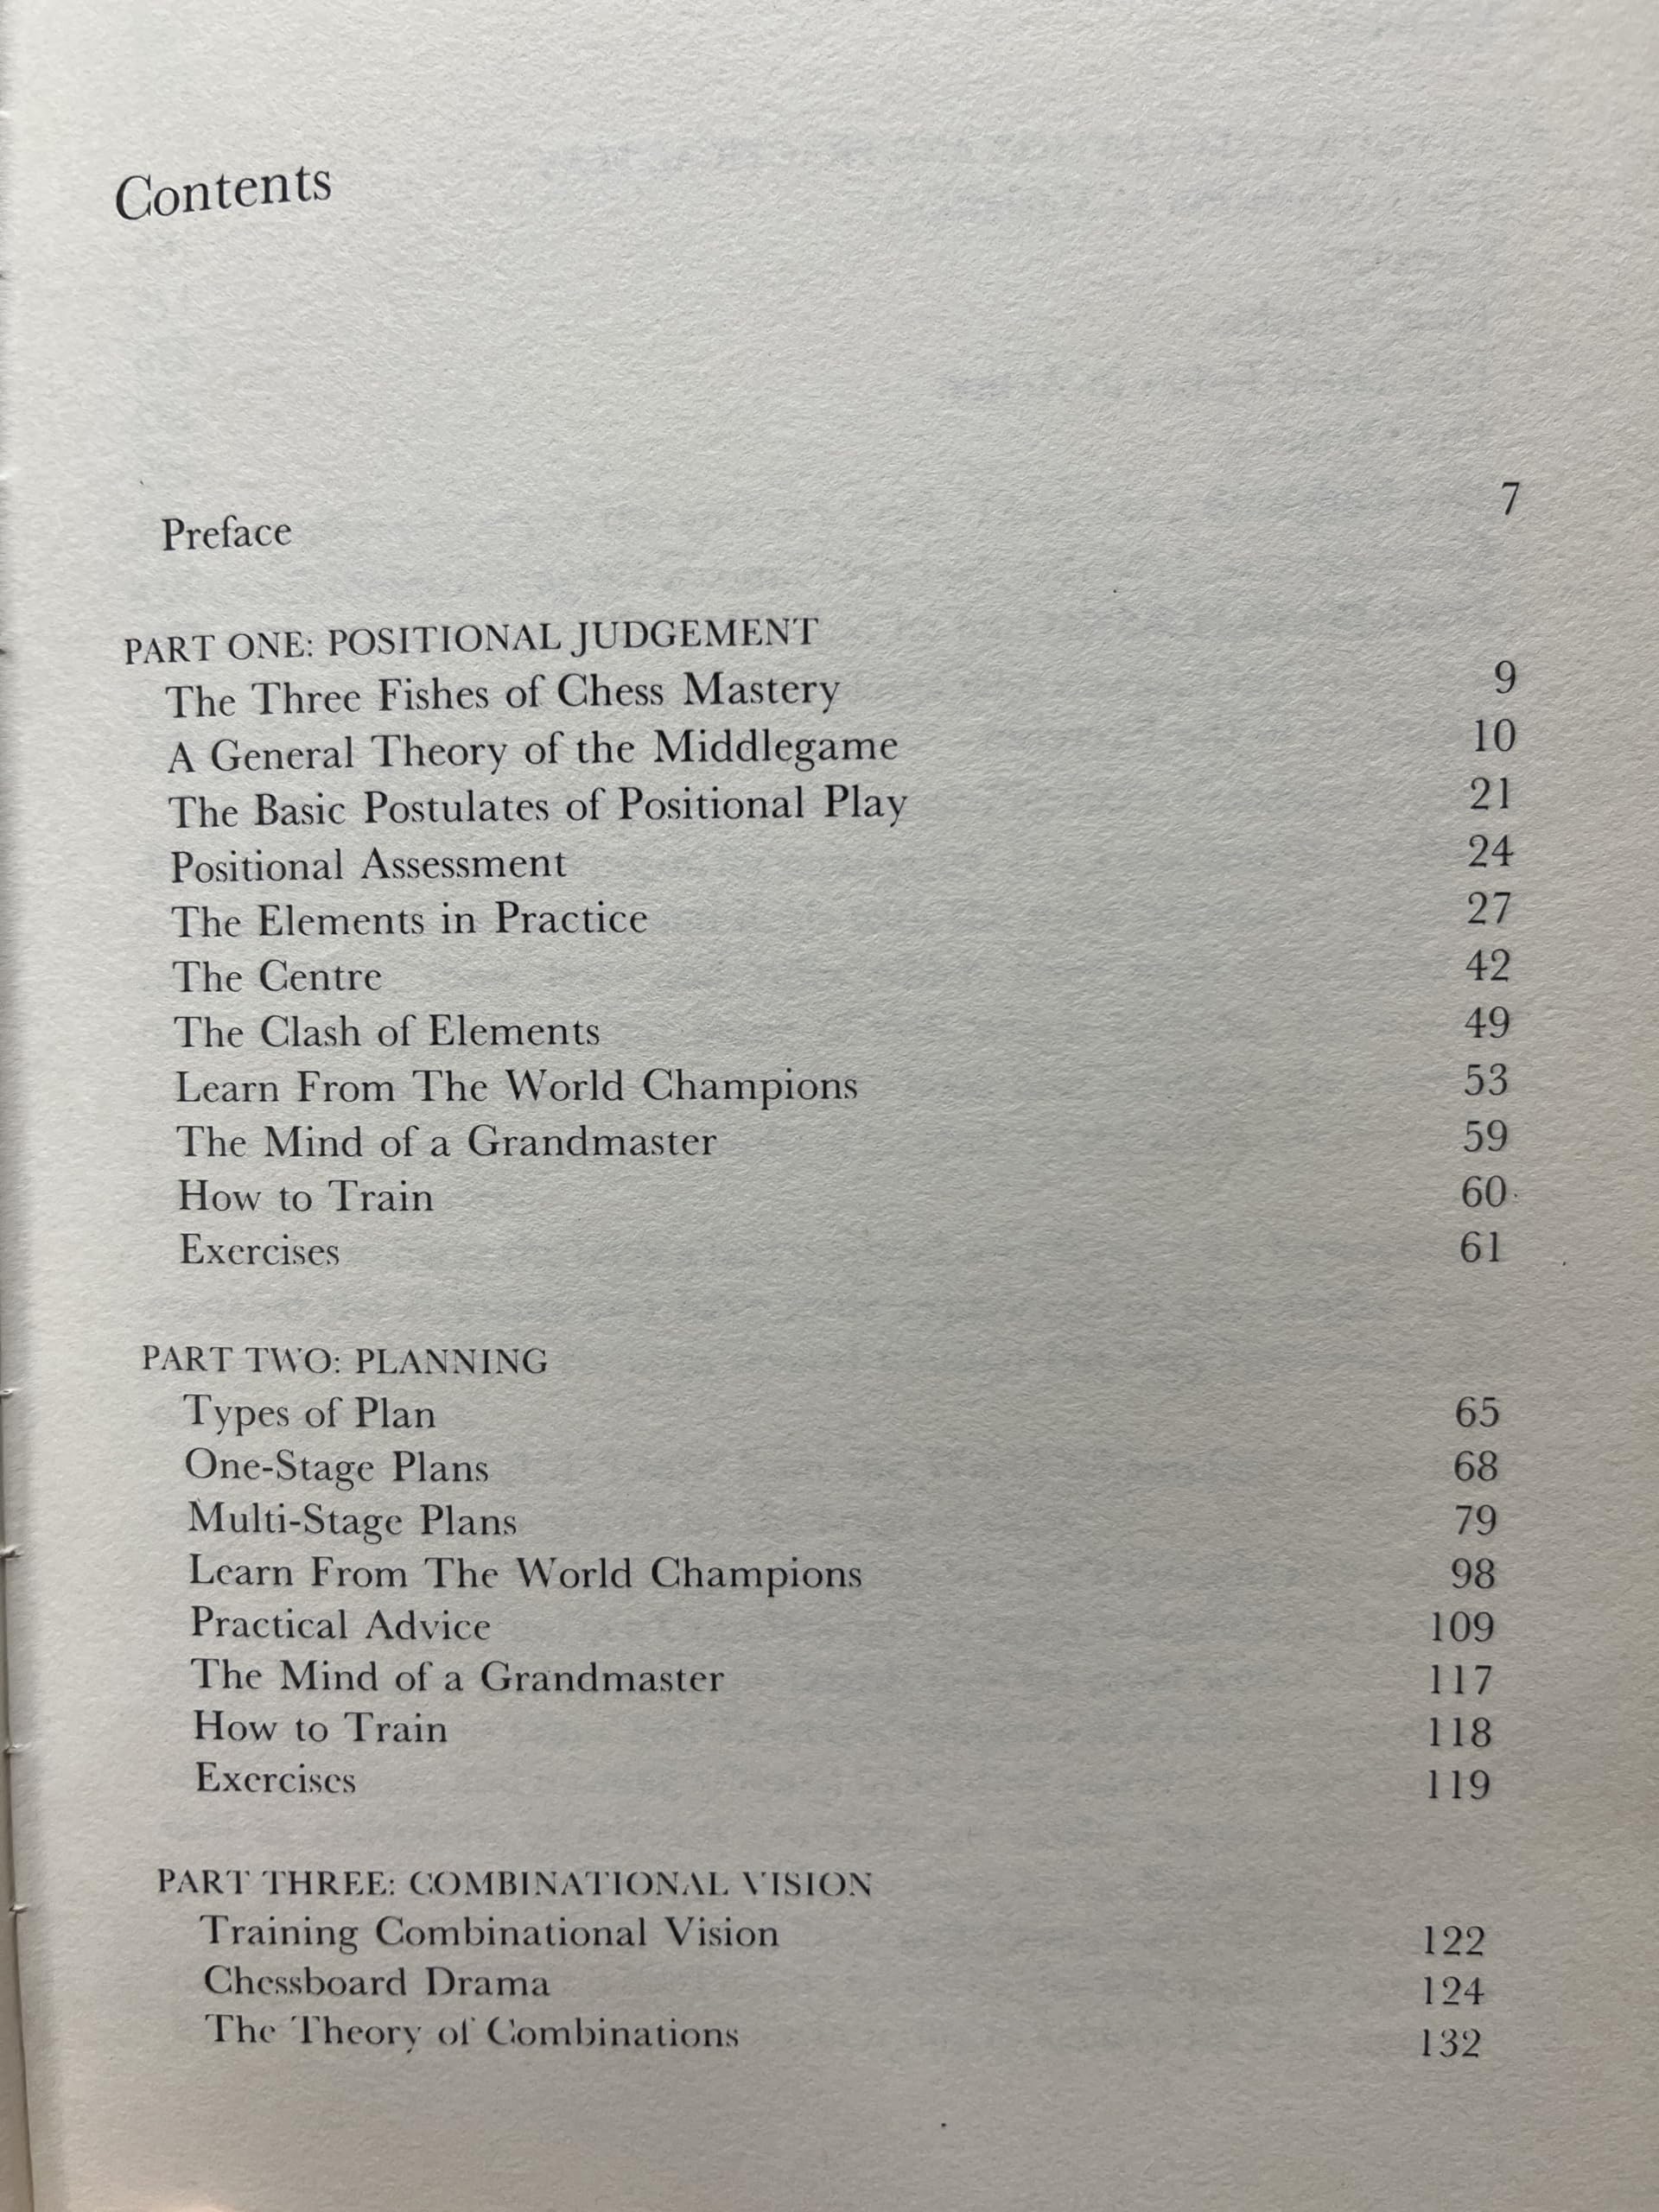 Contents
Preface 7
PART ONE: POSITIONAL JUDGEMENT
The Three Fishes of Chess Mastery 9
A General Theory of the Middlegame 10
The Basic Postulates of Positional Play 21
Positional Assessment 24
The Elements in Practice 27
The Centre 42
The Clash of Elements 49
Learn From The World Champions 53
The Mind of a Grandmaster 59
How to Train 60
Exercises 61
PART TWO: PLANNING
Types of Plan 65
One-Stage Plans 68
Multi-Stage Plans 79
Learn From The World Champions 98
Practical Advice 109
The Mind of a Grandmaster 117
How to Train 118
Exercises 119
PART THREE: COMBINATIONAL VISION
Training Combinational Vision 122
Chessboard Drama 124
The Theory of Combinations 132